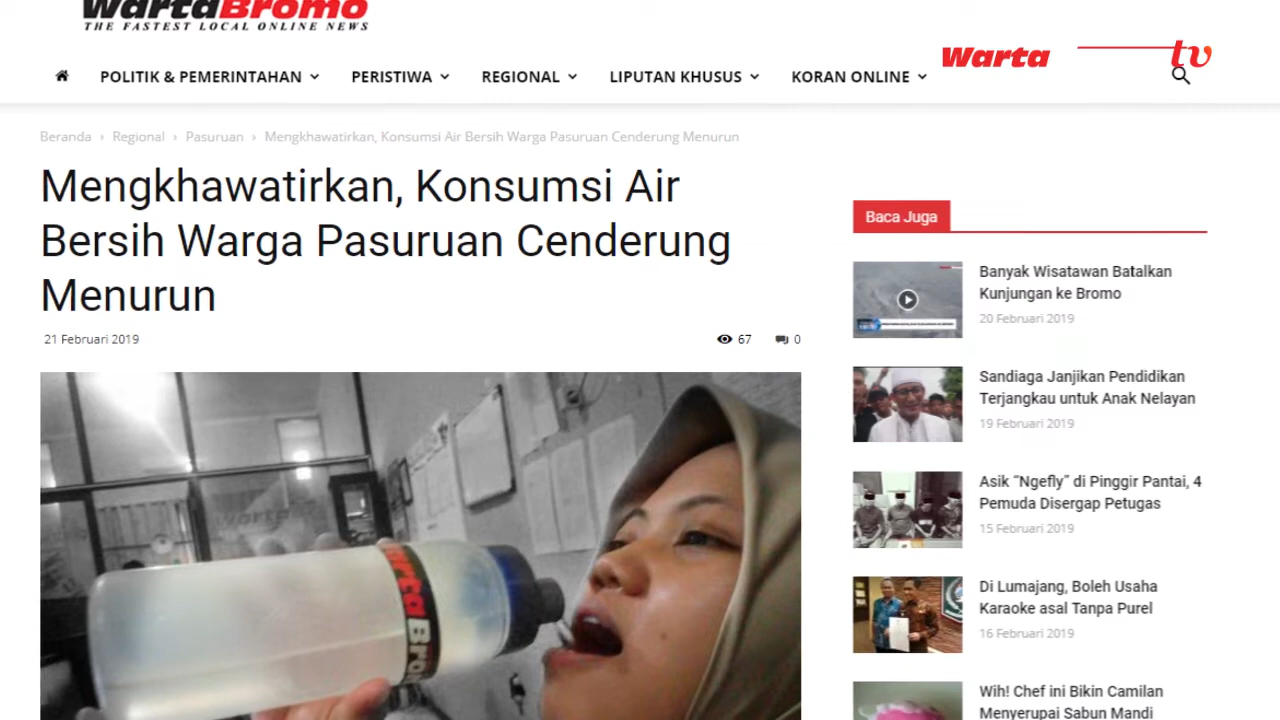 WartaBromo
THE FASTEST LOCAL ONLINE NEWS
Warta tv
POLITIK & PEMERINTAHAN PERISTIWA REGIONAL LIPUTAN KHUSUS KORAN ONLINE
Beranda › Regional › Pasuruan › Mengkhawatirkan, Konsumsi Air Bersih Warga Pasuruan Cenderung Menurun
Mengkhawatirkan, Konsumsi Air
Bersih Warga Pasuruan Cenderung
Menurun
21 Februari 2019
67 0
WartaBro
Baca Juga
Banyak Wisatawan Batalkan
Kunjungan ke Bromo
20 Februari 2019
Sandiaga Janjikan Pendidikan
Terjangkau untuk Anak Nelayan
19 Februari 2019
Asik “Ngefly” di Pinggir Pantai, 4
Pemuda Disergap Petugas
15 Februari 2019
Di Lumajang, Boleh Usaha
Karaoke asal Tanpa Purel
16 Februari 2019
Wih! Chef ini Bikin Camilan
Menyerupai Sabun Mandi